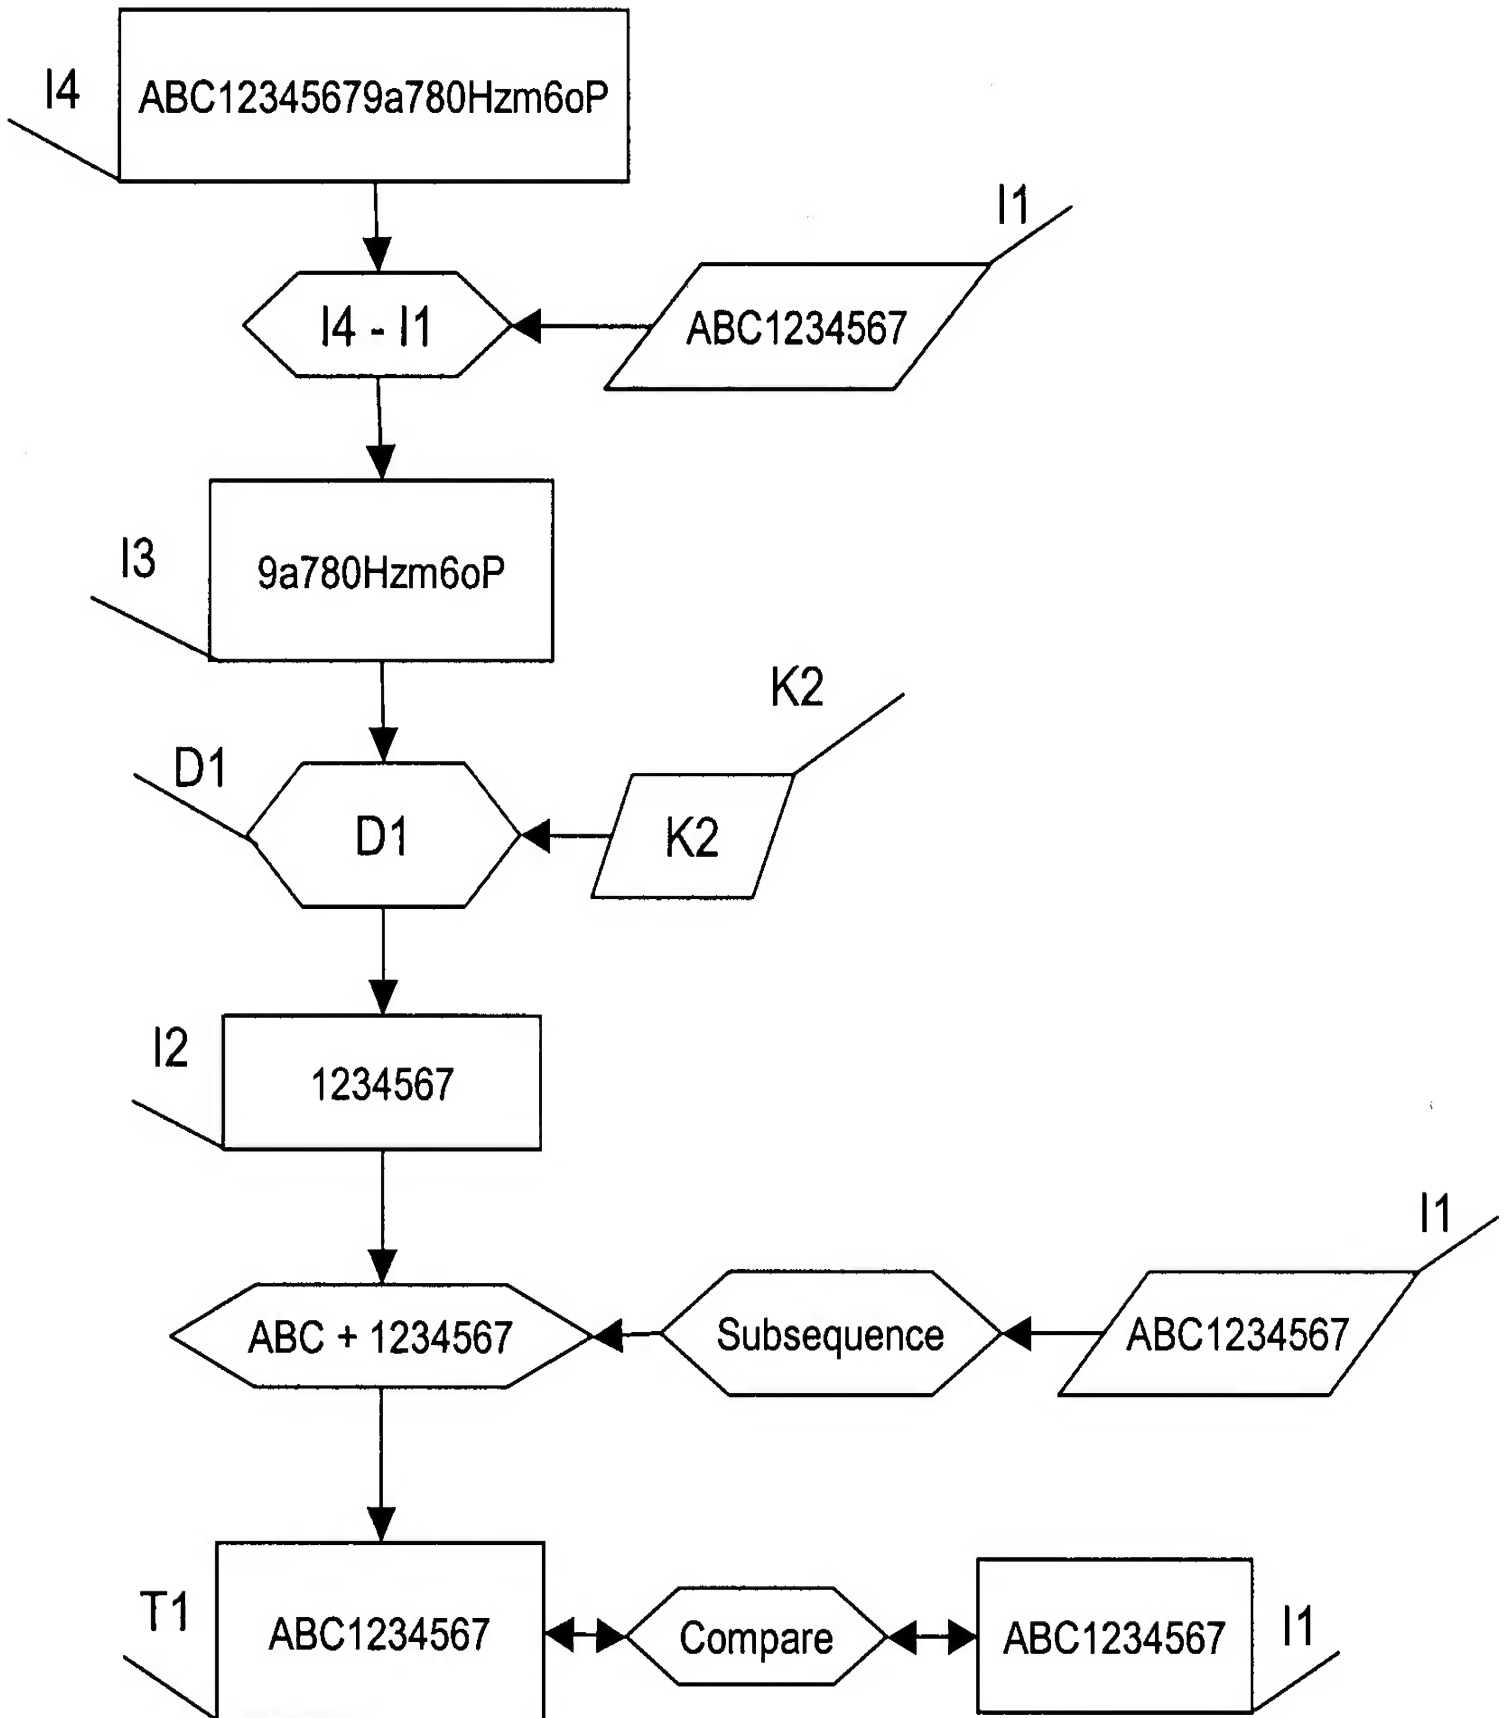 I4
ABC12345679a780Hzm6oP
I1
I4 - I1
ABC1234567
I3
9a780Hzm6oP
K2
D1
D1
K2
I2
1234567
I1
ABC + 1234567
Subsequence
ABC1234567
T1
ABC1234567
Compare
ABC1234567
I1